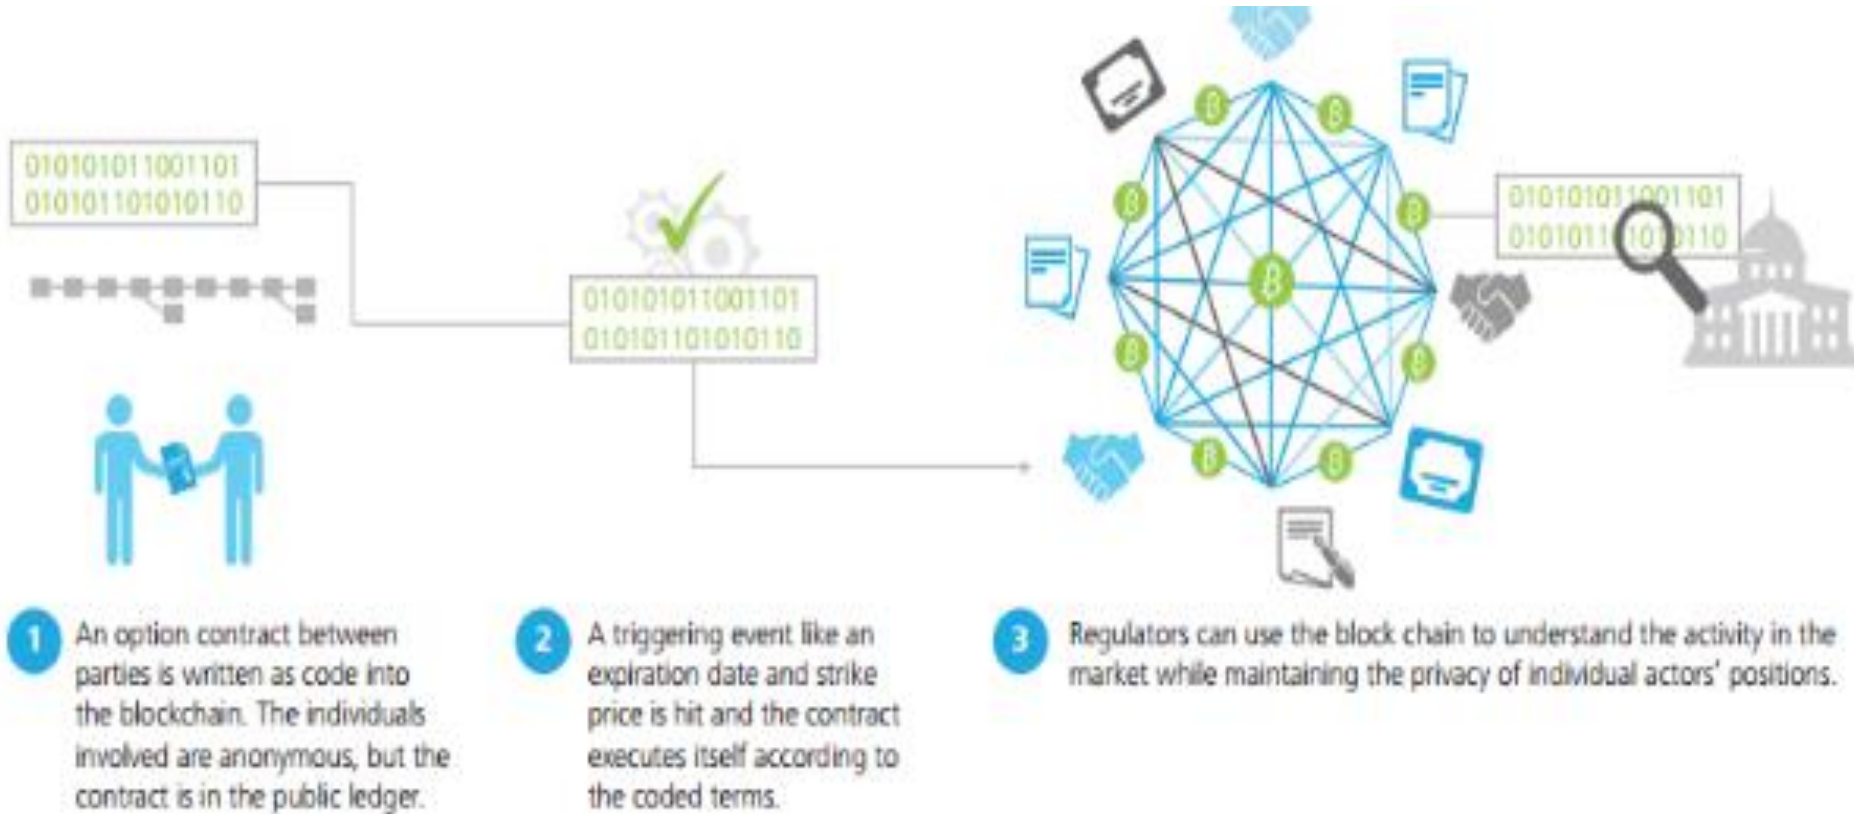 010101011001101
010101101010110
010101011001101
010101101010110
010101011001101
010101101010110
1
An option contract between
parties is written as code into
the blockchain. The individuals
involved are anonymous, but the
contract is in the public ledger.
2
A triggering event like an
expiration date and strike
price is hit and the contract
executes itself according to
the coded terms.
3
Regulators can use the block chain to understand the activity in the
market while maintaining the privacy of individual actors' positions.